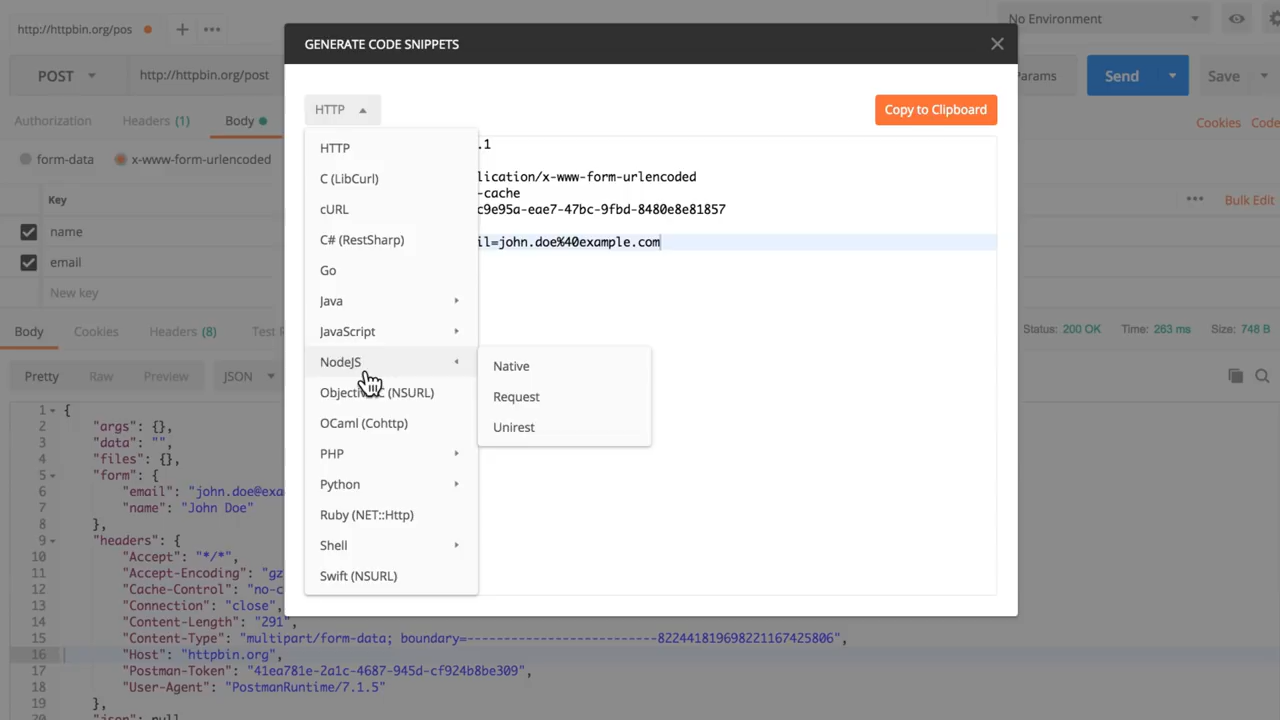 http://httpbin.org/pos
No Environment
GENERATE CODE SNIPPETS
POST
http://httpbin.org/post
Params
Send
Save
HTTP
Copy to Clipboard
Authorization
Headers (1)
Body
Cookies
Code
form-data
x-www-form-urlencoded
HTTP
C (LibCurl)
cURL
C# (RestSharp)
Go
Java
JavaScript
NodeJS
(NSURL)
OCaml (Cohttp)
PHP
Python
Ruby (NET::Http)
Shell
Swift (NSURL)
Native
Request
Unirest
.1
lication/x-www-form-urlencoded
-cache
c9e95a-eae7-47bc-9fbd-8480e8e81857
il=john.doe%40example.com
Key
Bulk Edit
name
email
New key
Body
Cookies
Headers (8)
Test
Status: 200 OK
Time: 263 ms
Size: 748 B
Pretty
Raw
Preview
JSON
1 {
2 "args": {},
3 "data": "",
4 "files": {},
5 "form": {
6 "email": "john.doe@exa
7 "name": "John Doe"
8 },
9 "headers": {
10 "Accept": "*/*",
11 "Accept-Encoding": "gz
12 "Cache-Control": "no-c
13 "Connection": "close",
14 "Content-Length": "291",
15 "Content-Type": "multipart/form-data; boundary=--------------------------822441819698221167425806",
16 "Host": "httpbin.org",
17 "Postman-Token": "41ea781e-2a1c-4687-945d-cf924b8be309",
18 "User-Agent": "PostmanRuntime/7.1.5"
19 },
20 "json": null,